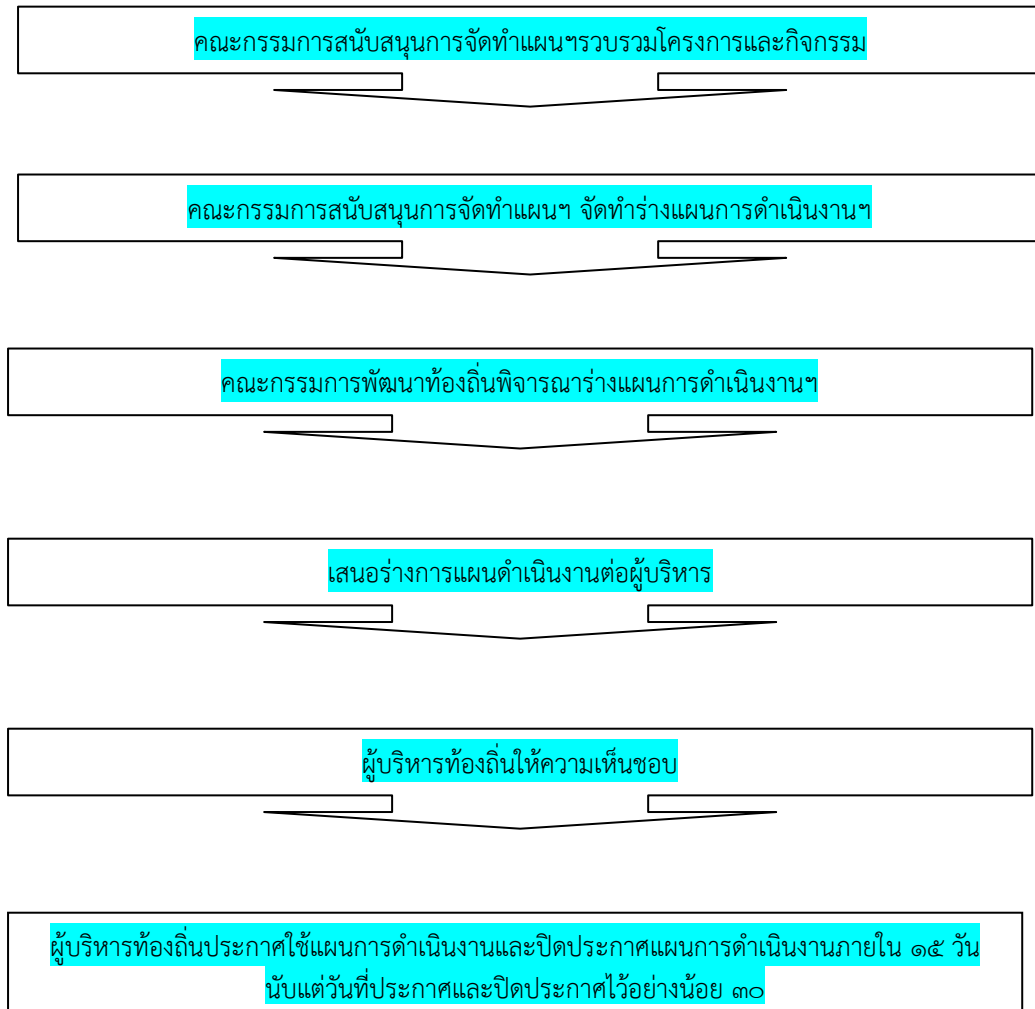 คณะกรรมการสนับสนุนการจัดทำแผนฯรวบรวมโครงการและกิจกรรม
คณะกรรมการสนับสนุนการจัดทำแผนฯ จัดทำร่างแผนการดำเนินงานฯ
คณะกรรมการพัฒนาท้องถิ่นพิจารณาร่างแผนการดำเนินงานฯ
เสนอร่างการแผนดำเนินงานต่อผู้บริหาร
ผู้บริหารท้องถิ่นให้ความเห็นชอบ
ผู้บริหารท้องถิ่นประกาศใช้แผนการดำเนินงานและปิดประกาศแผนการดำเนินงานภายใน ๑๕ วัน
นับแต่วันที่ประกาศและปิดประกาศไว้อย่างน้อย ๓๐